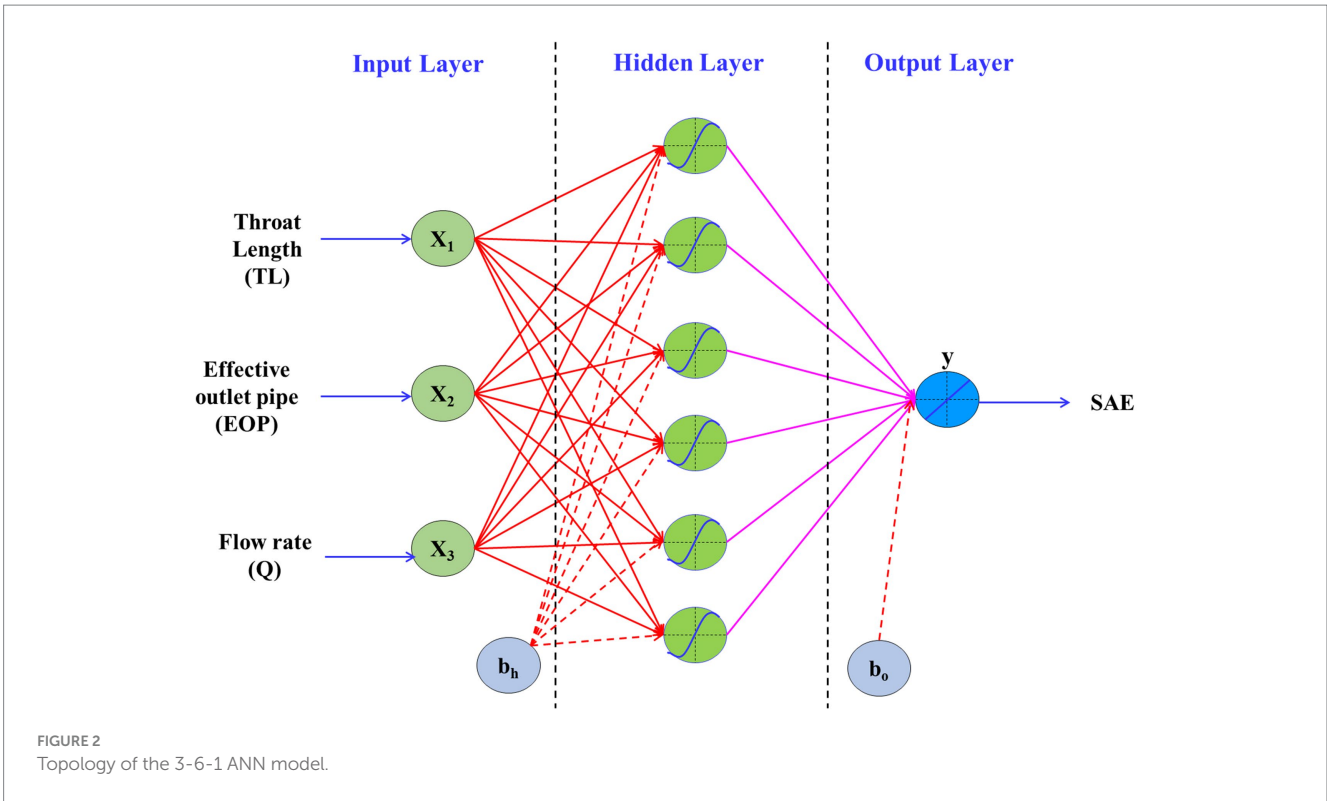 Input Layer
Hidden Layer
Output Layer
Throat
Length
(TL)
X1
Effective
outlet pipe
(EOP)
X2
Flow rate
(Q)
X3
bh
y
SAE
bo
FIGURE 2
Topology of the 3-6-1 ANN model.